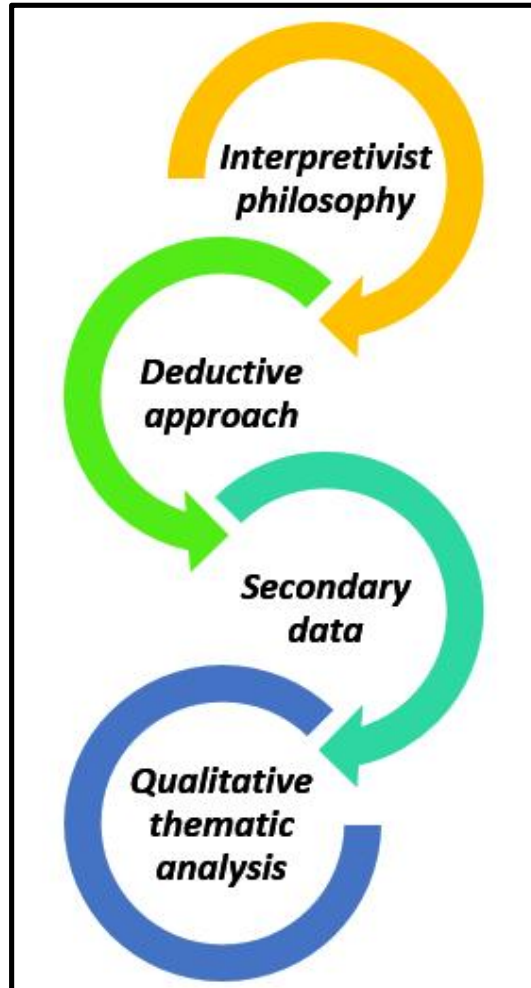 Interpretivist
philosophy
Deductive
approach
Secondary
data
Qualitative
thematic
analysis